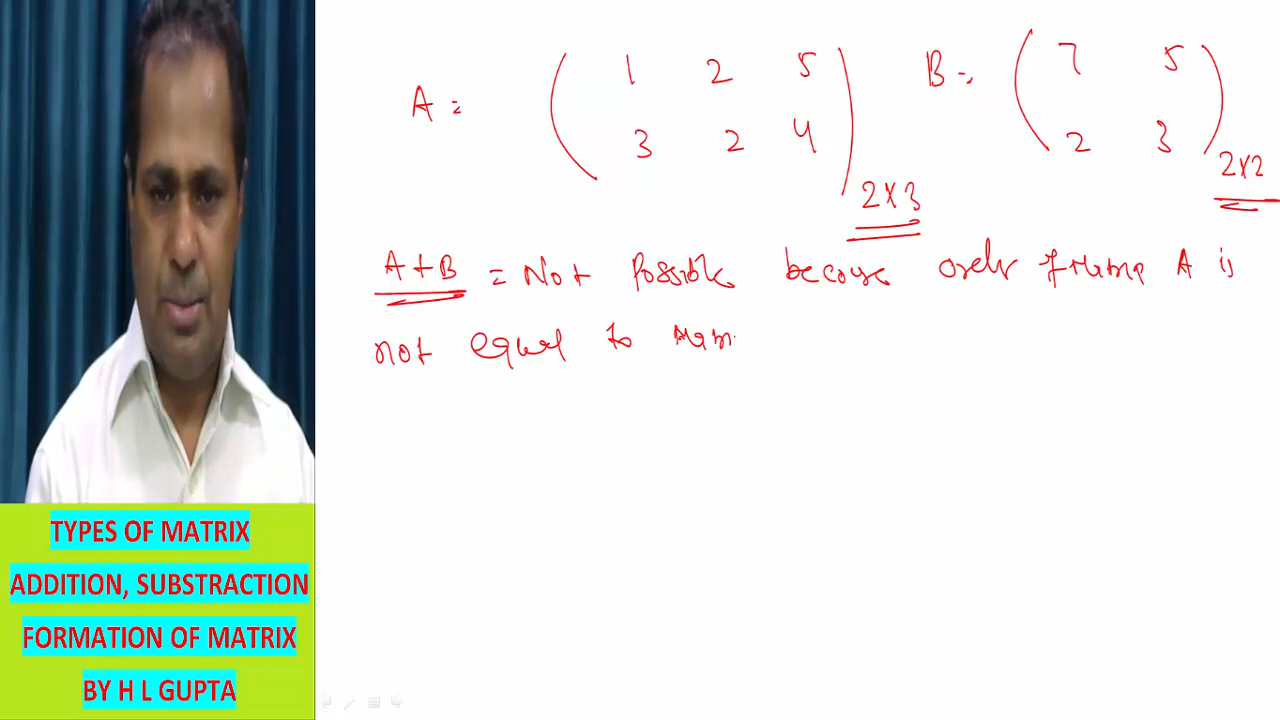 A = ( 1 2 5
3 2 4 ) 2×3
B = ( 7 5
2 3 ) 2×2
A+B = Not Possible because order of A is
not equal to
TYPES OF MATRIX
ADDITION, SUBSTRACTION
FORMATION OF MATRIX
BY H L GUPTA